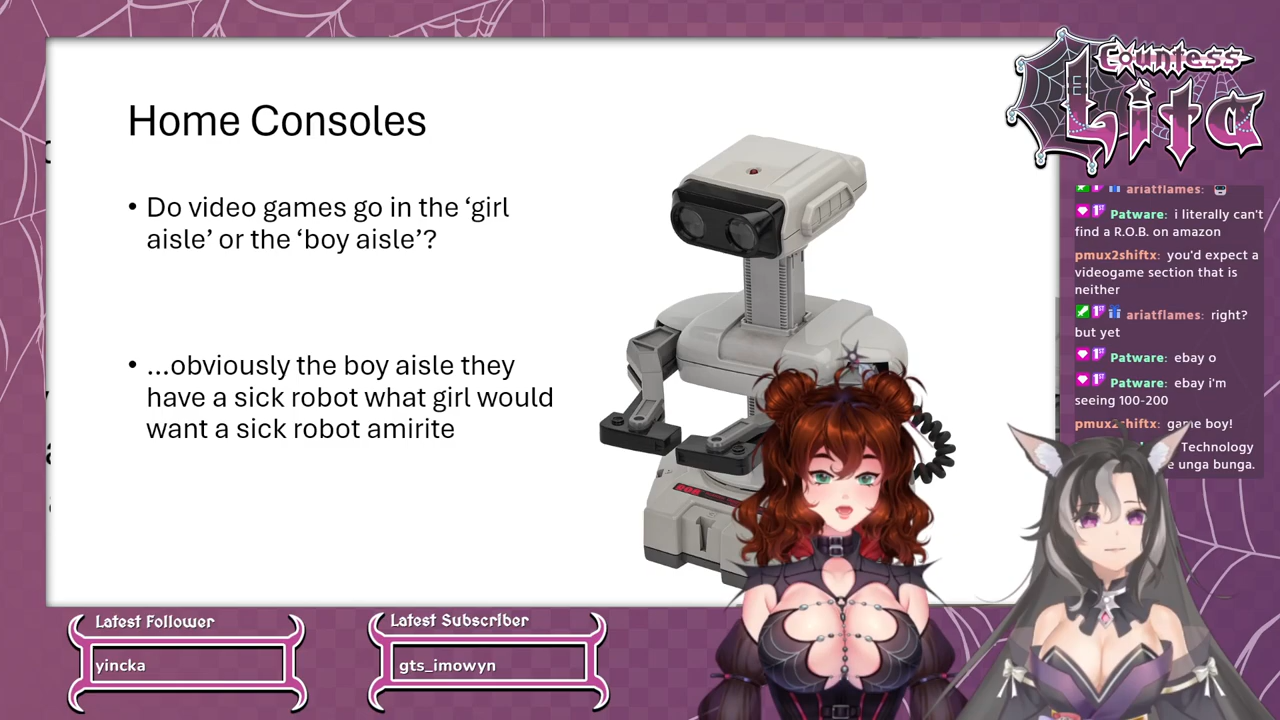 Home Consoles
• Do video games go in the ‘girl
aisle’ or the ‘boy aisle’?
• ...obviously the boy aisle they
have a sick robot what girl would
want a sick robot amirite
Countess
Lita
ariatflames:
Patware: i literally can't
find a R.O.B. on amazon
pmux2shiftx: you'd expect a
videogame section that is
neither
ariatflames: right?
but yet
Patware: ebay o
Patware: ebay i'm
seeing 100-200
pmux2shiftx: game boy!
Technology
unga bunga.
Latest Follower
yincka
Latest Subscriber
gts_imowyn